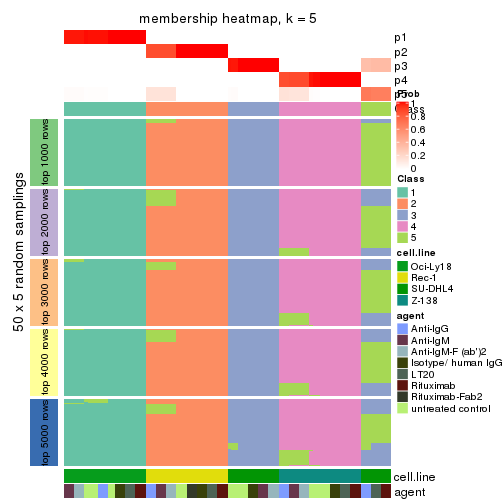 membership heatmap, k = 5
p1
p2
p3
p4
p5
Class
50 x 5 random samplings
top 1000 rows
top 2000 rows
top 3000 rows
top 4000 rows
top 5000 rows
cell.line
agent
Prob
1
0.8
0.6
0.4
0.2
0
Class
1
2
3
4
5
cell.line
Oci-Ly18
Rec-1
SU-DHL4
Z-138
agent
Anti-IgG
Anti-IgM
Anti-IgM-F (ab')2
Isotype/ human IgG
LT20
Rituximab
Rituximab-Fab2
untreated control